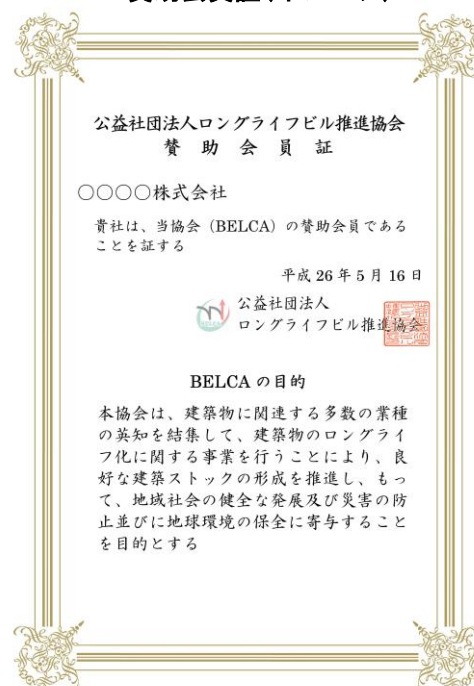 公益社団法人ロングライフビル推進協会
賛助会員証
〇〇〇〇株式会社
貴社は、当協会(BELCA)の賛助会員である
ことを証する
平成26年5月16日
公益社団法人
ロングライフビル推進協会
BELCAの目的
本協会は、建築物に関連する多数の業種
の英知を結集して、建築物のロングライ
フ化に関する事業を行うことにより、良
好な建築ストックの形成を推進し、もっ
て、地域社会の健全な発展及び災害の防
止並びに地球環境の保全に寄与すること
を目的とする